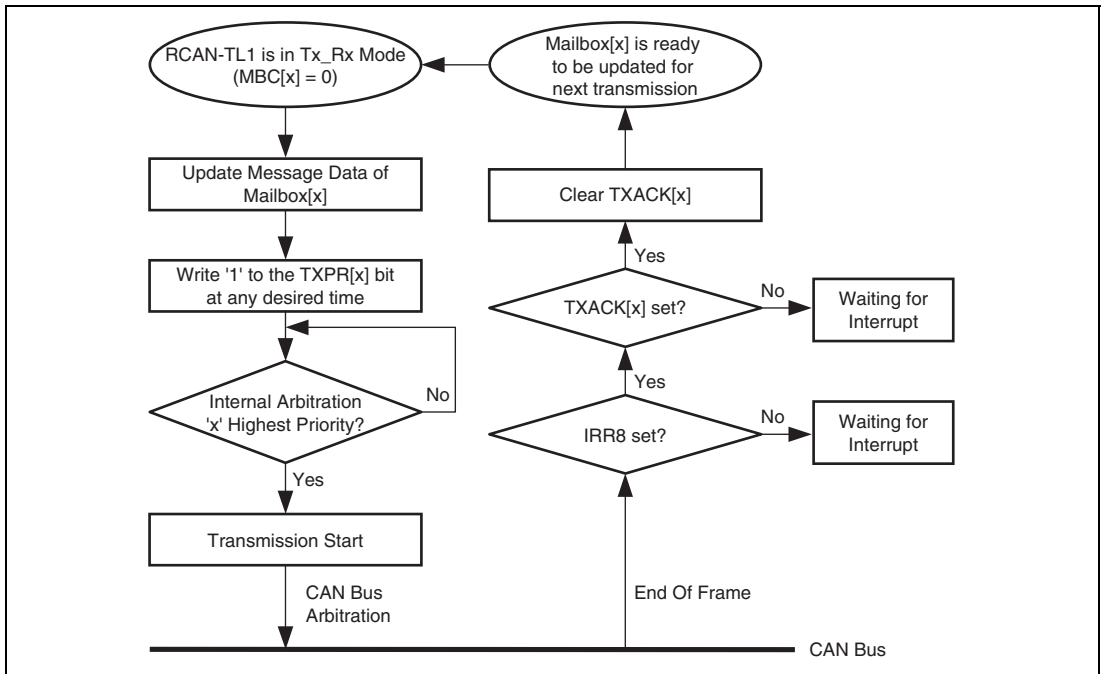 RCAN-TL1 is in Tx_Rx Mode
(MBC[x] = 0)
Update Message Data of
Mailbox[x]
Write '1' to the TXPR[x] bit
at any desired time
Internal Arbitration
'x' Highest Priority?
No
Yes
Transmission Start
CAN Bus
Arbitration
Mailbox[x] is ready
to be updated for
next transmission
Clear TXACK[x]
Yes
TXACK[x] set?
No
Waiting for
Interrupt
Yes
IRR8 set?
No
Waiting for
Interrupt
End Of Frame
CAN Bus